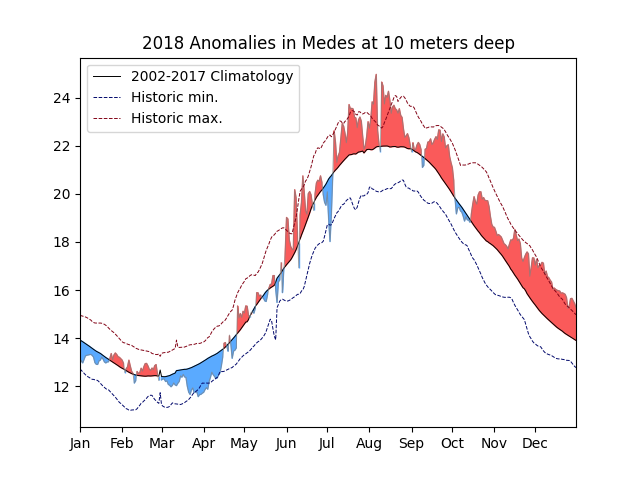 2018 Anomalies in Medes at 10 meters deep
2002-2017 Climatology
Historic min.
Historic max.
24
22
20
18
16
14
12
Jan Feb Mar Apr May Jun Jul Aug Sep Oct Nov Dec